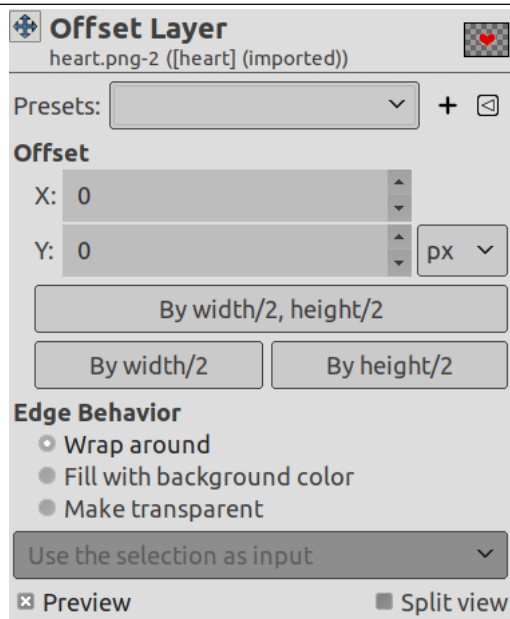 Offset Layer
heart.png-2 ([heart] (imported))
Presets:
Offset
X: 0
Y: 0 px
By width/2, height/2
By width/2 By height/2
Edge Behavior
Wrap around
Fill with background color
Make transparent
Use the selection as input
Preview Split view